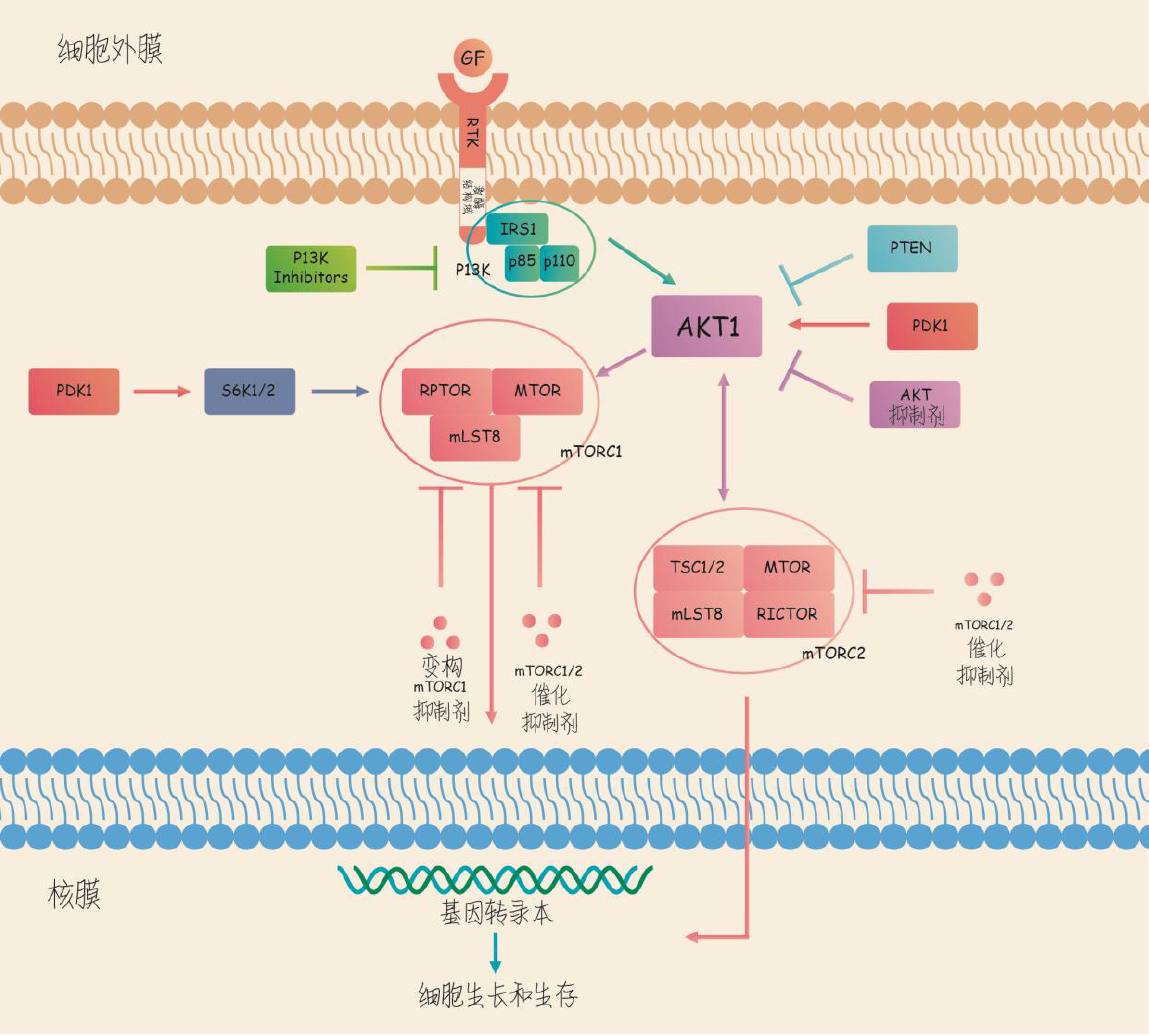 细胞外膜
GF
RTK
激酶
结构域
IRS1
p85
p110
P13K
P13K
Inhibitors
PTEN
AKT1
PDK1
AKT
抑制剂
PDK1
S6K1/2
RPTOR
MTOR
mLST8
mTORC1
TSC1/2
MTOR
mLST8
RICTOR
mTORC2
变构
mTORC1
抑制剂
mTORC1/2
催化
抑制剂
mTORC1/2
催化
抑制剂
核膜
基因转录本
细胞生长和生存